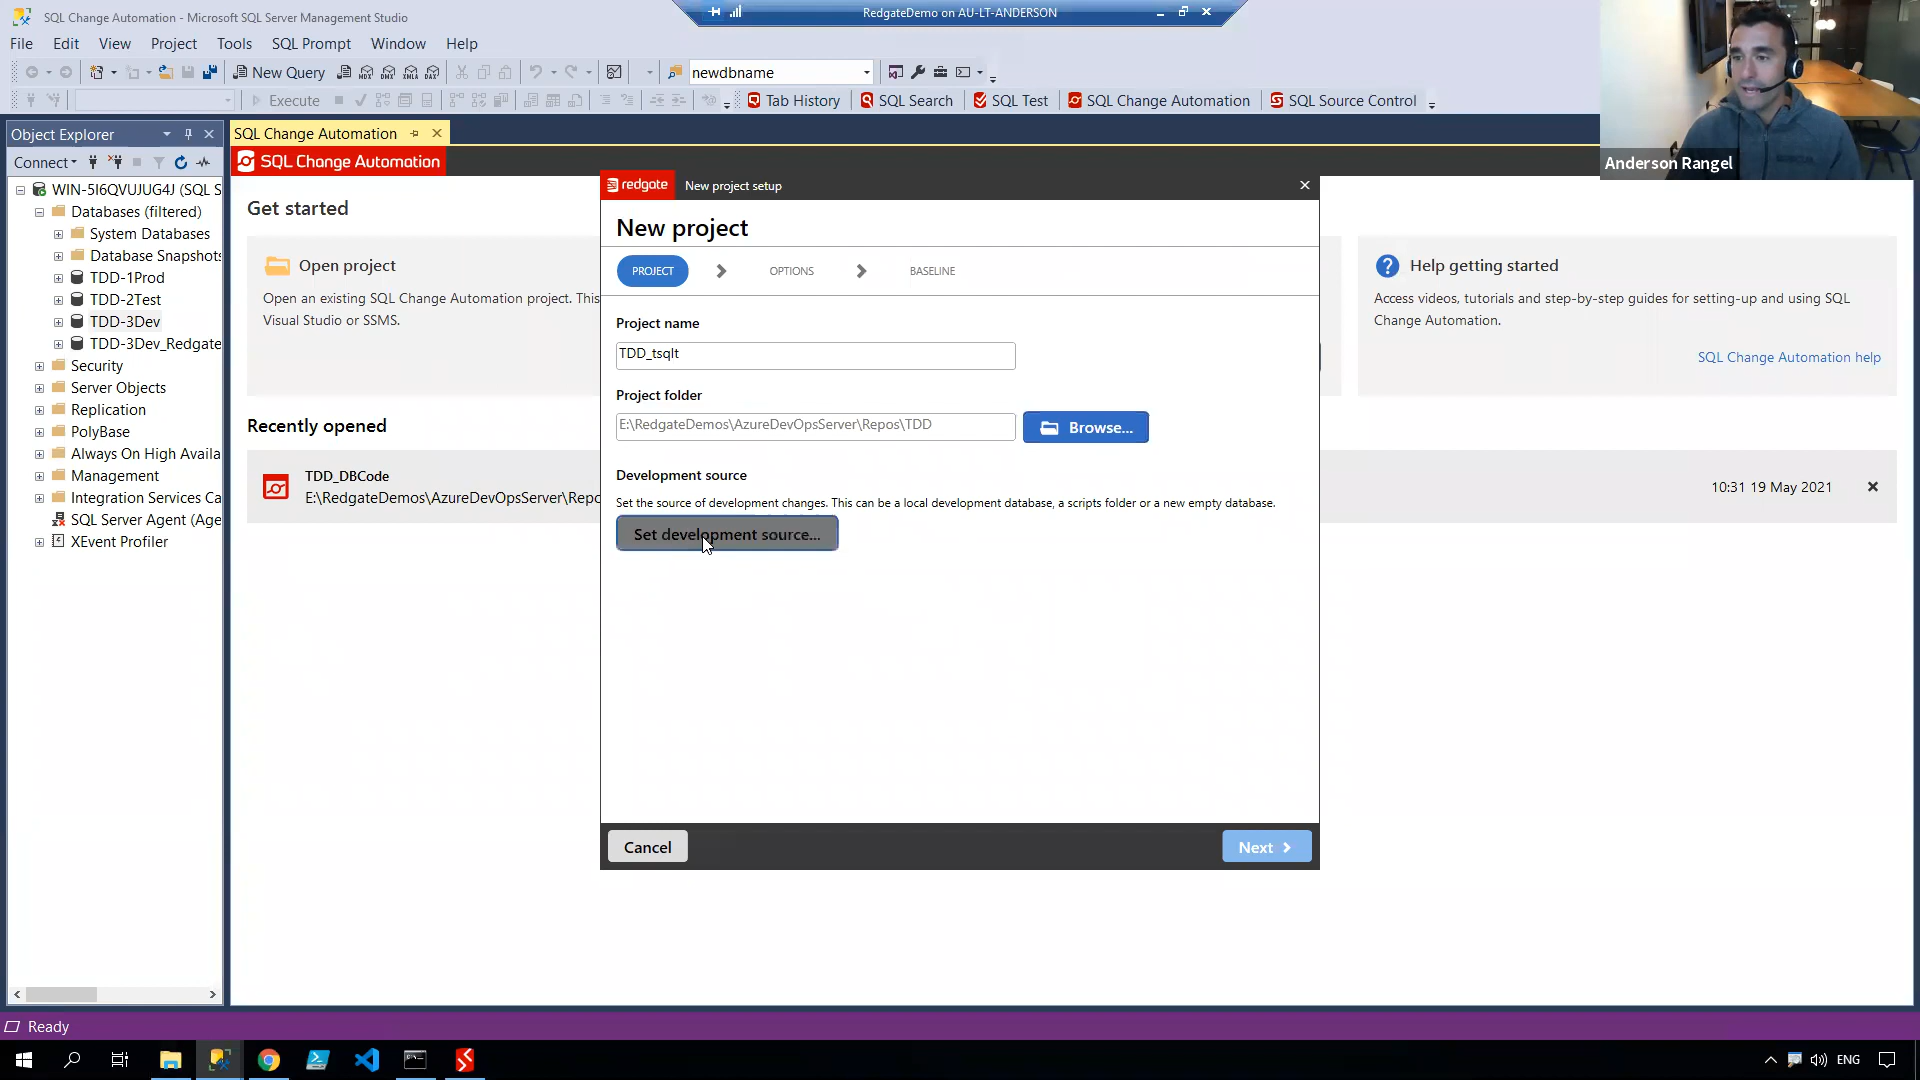 SQL Change Automation - Microsoft SQL Server Management Studio
RedgateDemo on AU-LT-ANDERSON
File Edit View Project Tools SQL Prompt Window Help
New Query
newdbname
Execute
Tab History
SQL Search
SQL Test
SQL Change Automation
SQL Source Control
Anderson Rangel
Object Explorer
Connect
WIN-5I6QVUJUG4J (SQL S
Databases (filtered)
System Databases
Database Snapshots
TDD-1Prod
TDD-2Test
TDD-3Dev
TDD-3Dev_Redgate
Security
Server Objects
Replication
PolyBase
Always On High Availa
Management
Integration Services Ca
SQL Server Agent (Age
XEvent Profiler
SQL Change Automation
SQL Change Automation
Get started
Open project
Open an existing SQL Change Automation project. This
Visual Studio or SSMS.
Recently opened
TDD_DBCode
E:\RedgateDemos\AzureDevOpsServer\Repo
10:31 19 May 2021
Help getting started
Access videos, tutorials and step-by-step guides for setting-up and using SQL
Change Automation.
SQL Change Automation help
redgate New project setup
New project
PROJECT
OPTIONS
BASELINE
Project name
TDD_tsqlt
Project folder
E:\RedgateDemos\AzureDevOpsServer\Repos\TDD
Browse...
Development source
Set the source of development changes. This can be a local development database, a scripts folder or a new empty database.
Set development source...
Cancel
Next
Ready
ENG